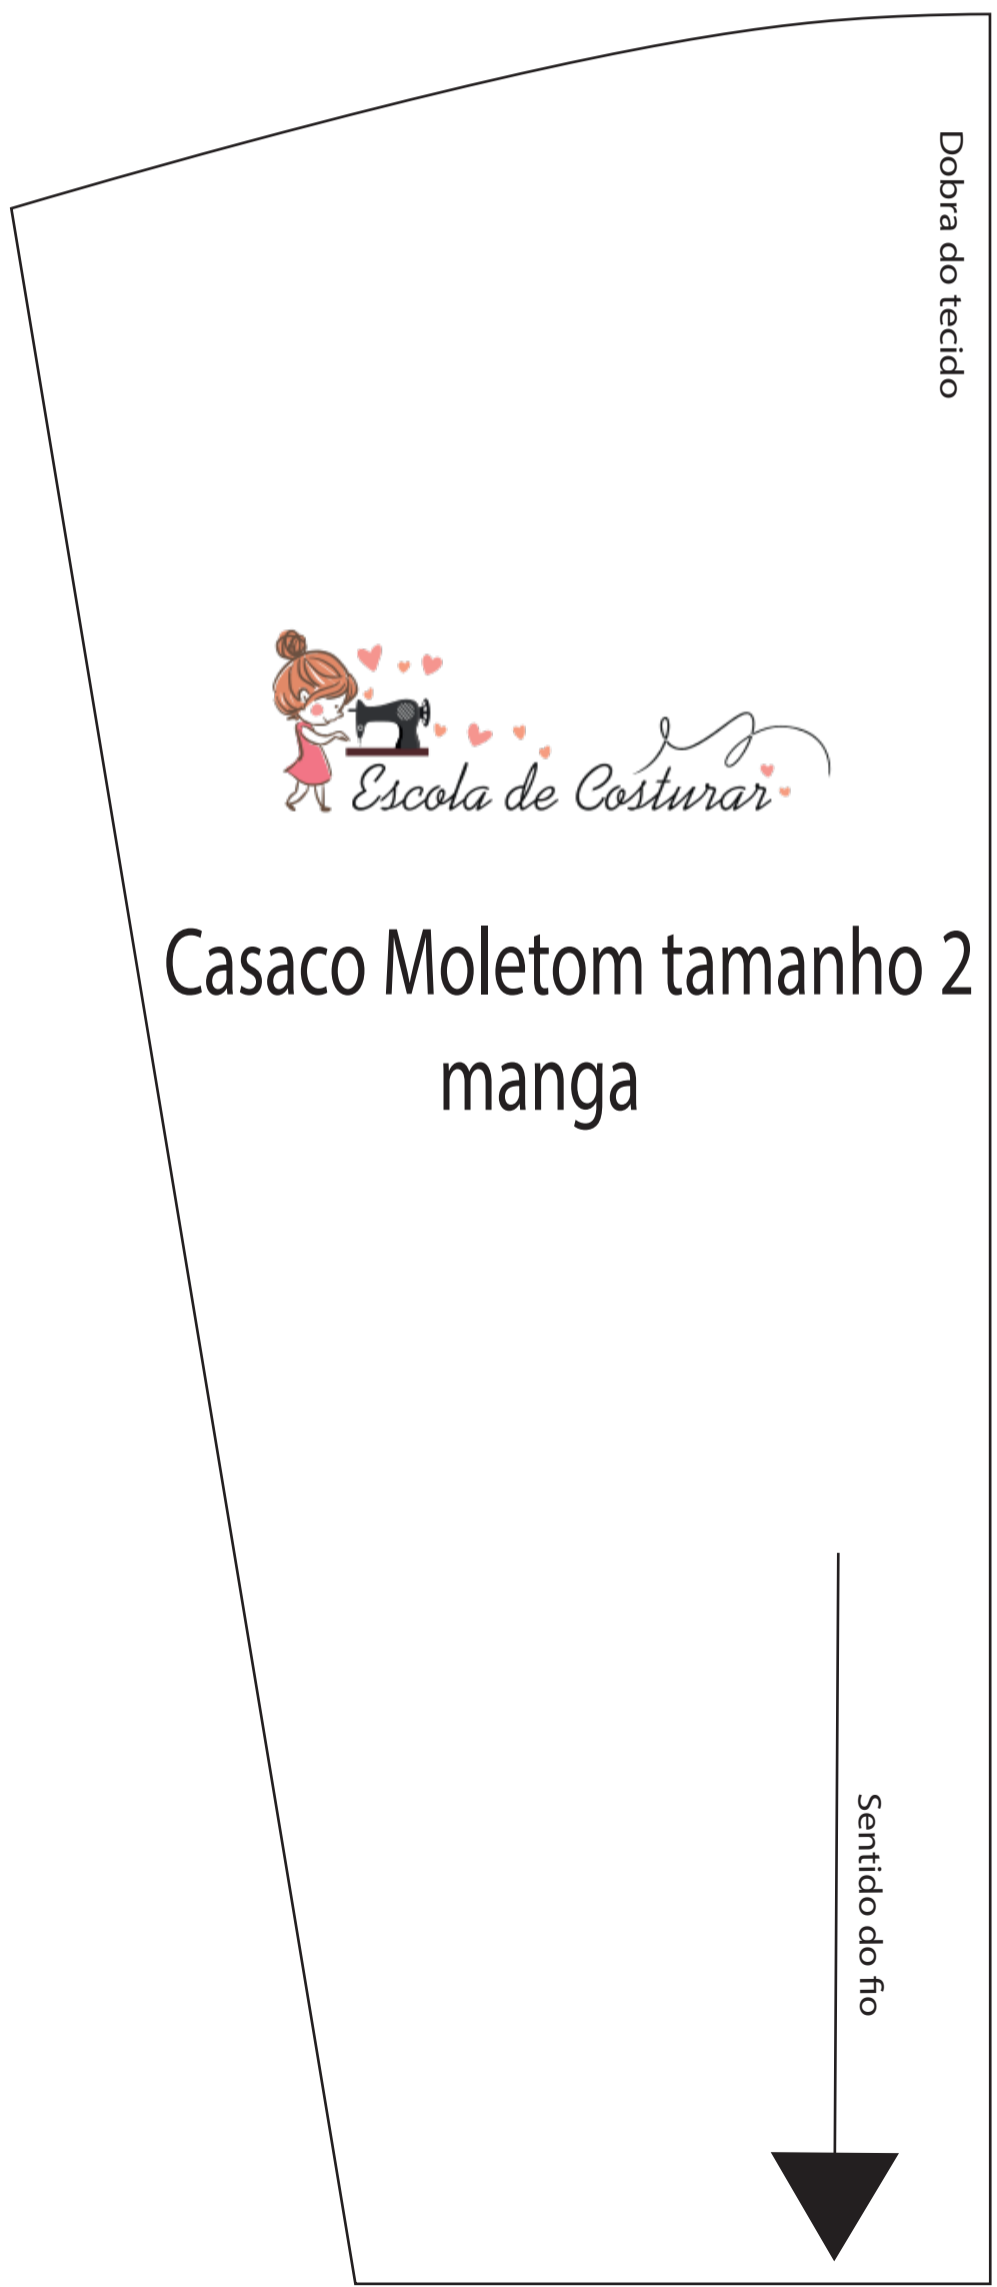 Dobra do tecido
Escola de Costurar
Casaco Moletom tamanho 2
manga
Sentido do fio